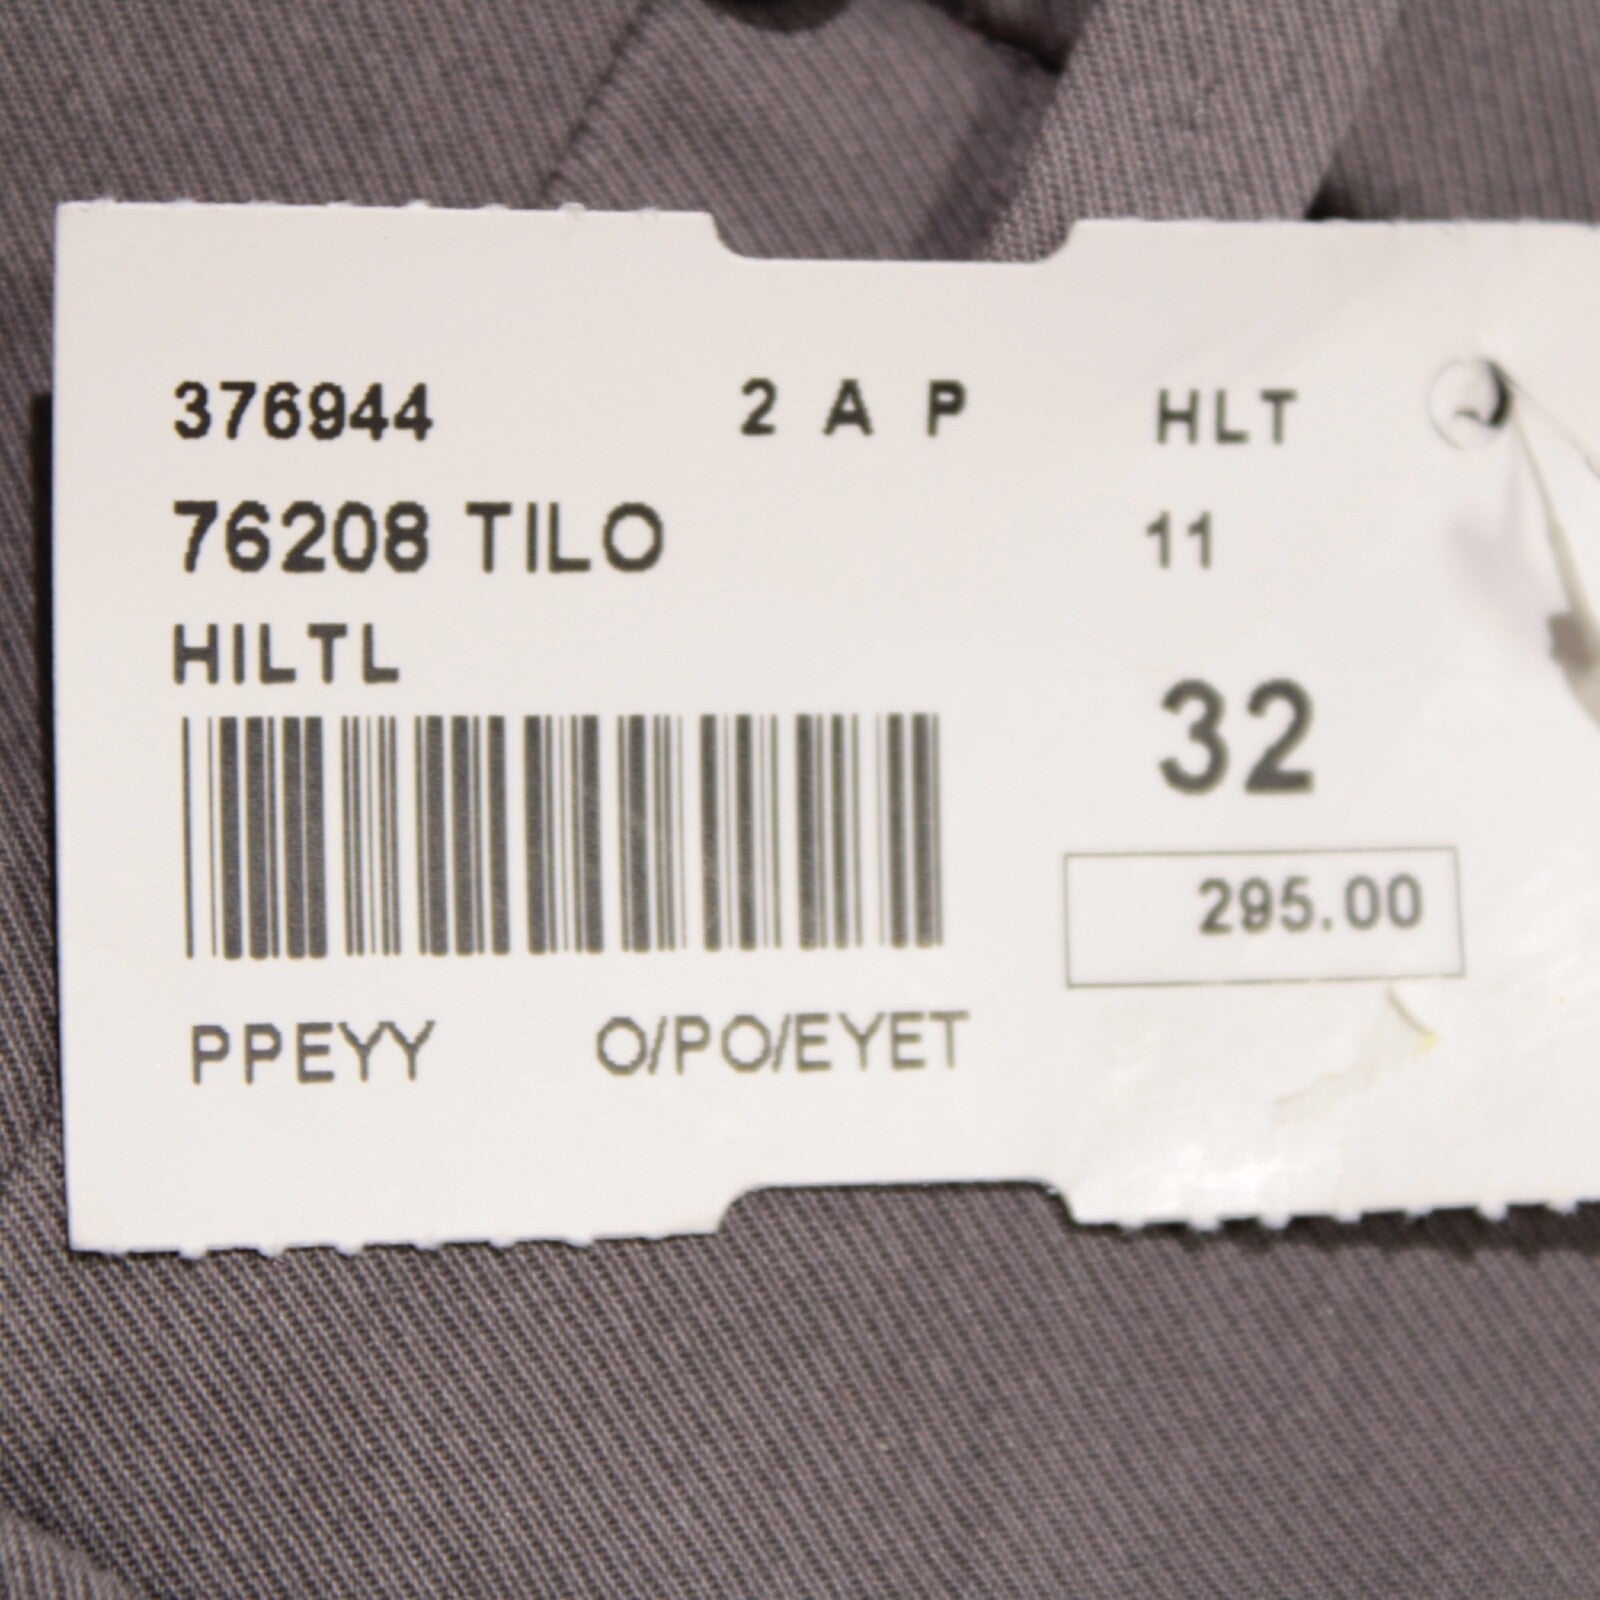 376944 2 A P HLT
76208 TILO 11
HILTL
32
295.00
PPEYY O/PO/EYET